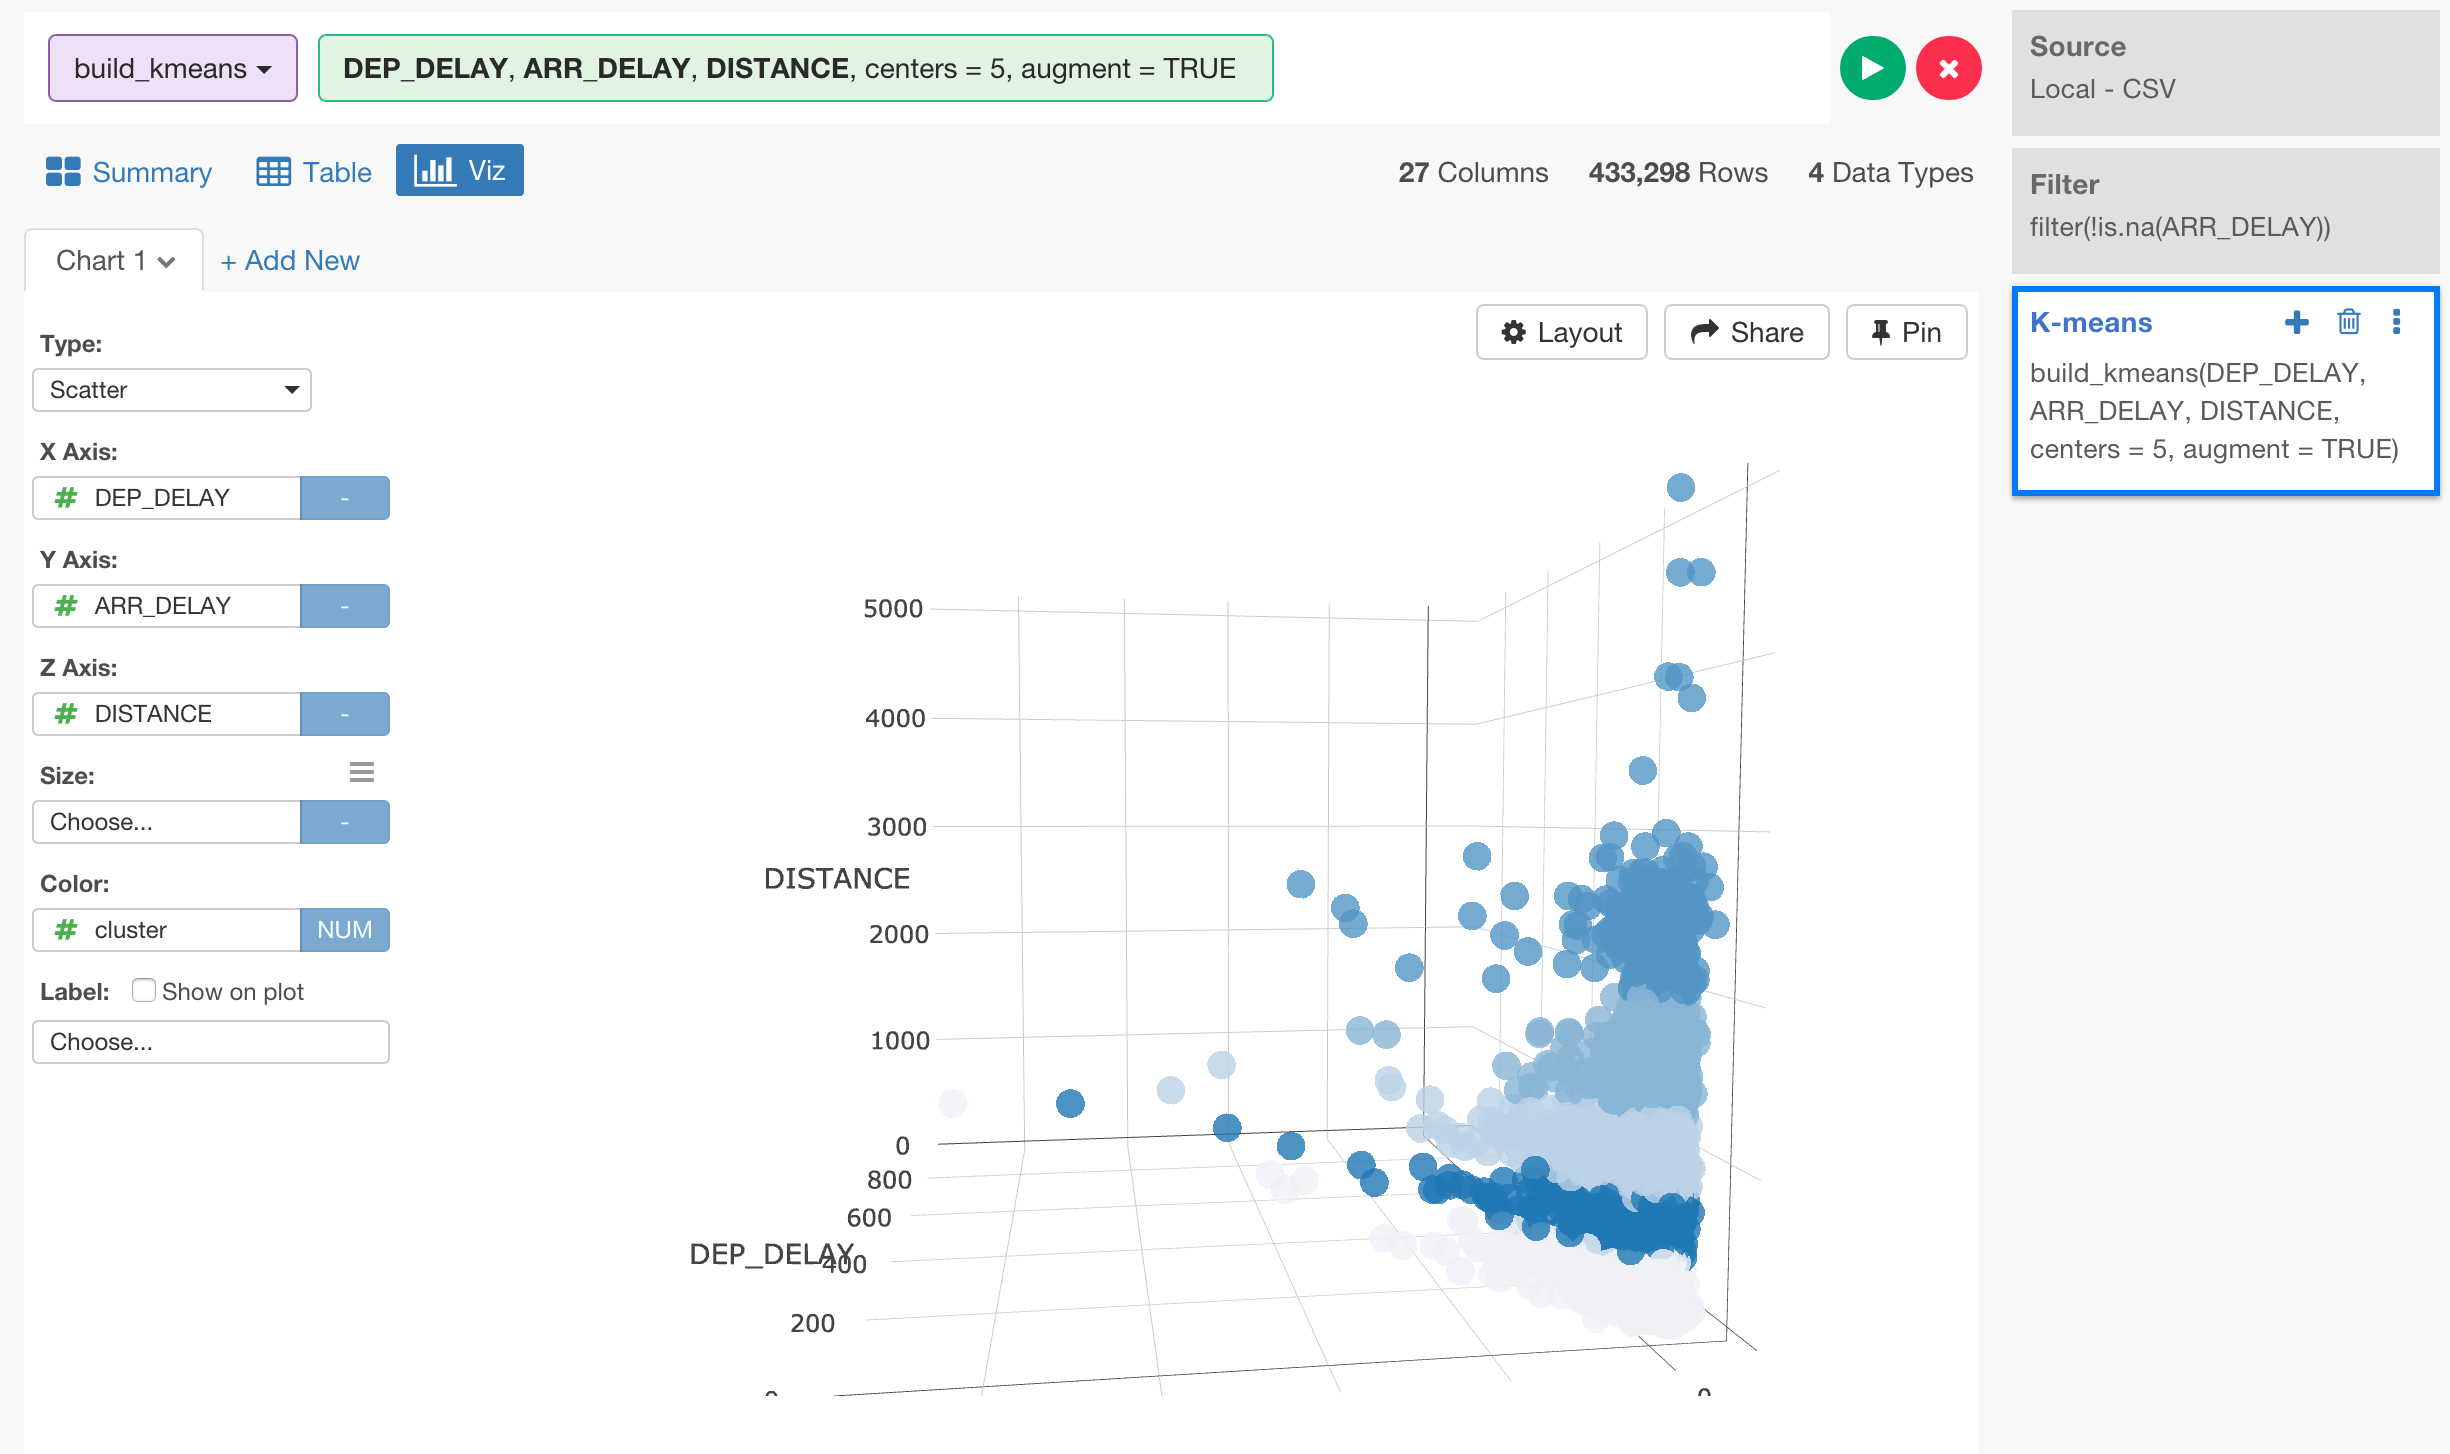 build_kmeans
DEP_DELAY, ARR_DELAY, DISTANCE, centers = 5, augment = TRUE
Summary
Table
Viz
27 Columns
433,298 Rows
4 Data Types
Chart 1
+ Add New
Layout
Share
Pin
Type:
Scatter
X Axis:
# DEP_DELAY
-
Y Axis:
# ARR_DELAY
-
Z Axis:
# DISTANCE
-
Size:
Choose...
-
Color:
# cluster
NUM
Label:
Show on plot
Choose...
5000
4000
3000
DISTANCE
2000
1000
0
800
600
DEP_DELAY
400
200
0
0
Source
Local - CSV
Filter
filter(!is.na(ARR_DELAY))
K-means
build_kmeans(DEP_DELAY,
ARR_DELAY, DISTANCE,
centers = 5, augment = TRUE)